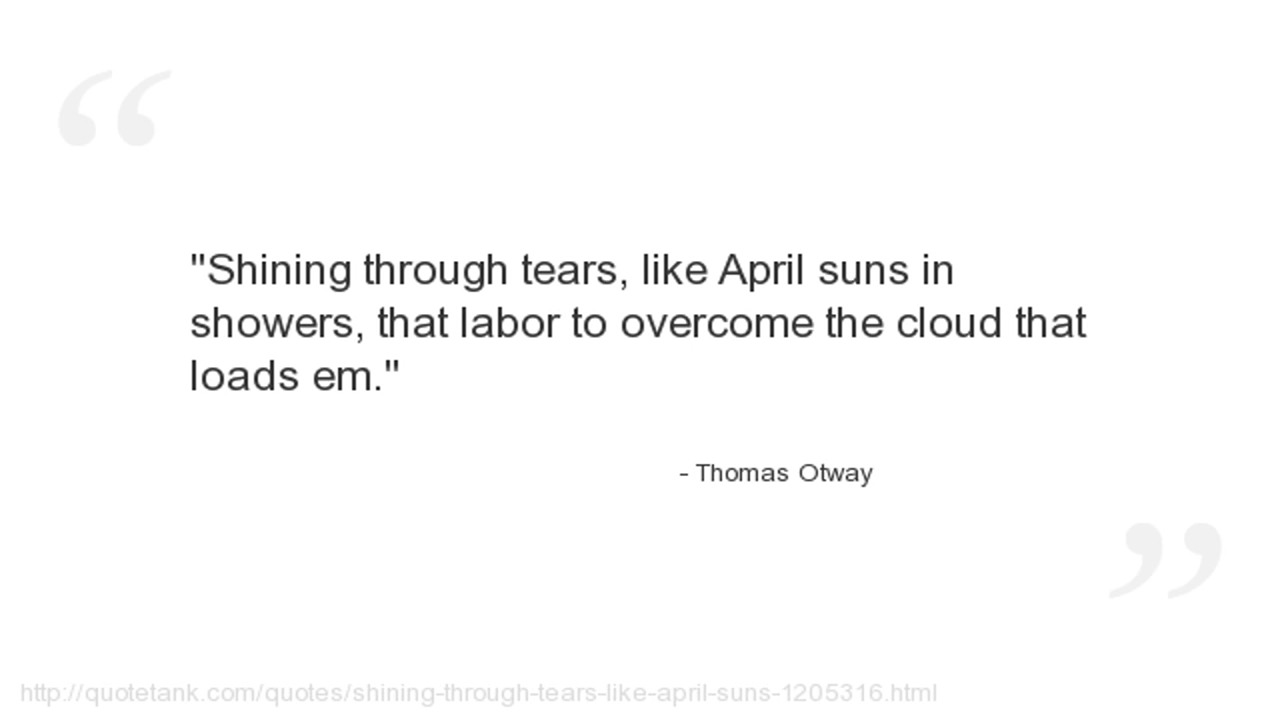 "Shining through tears, like April suns in
showers, that labor to overcome the cloud that
loads em."
- Thomas Otway
http://quotetank.com/quotes/shining-through-tears-like-april-suns-1205316.html